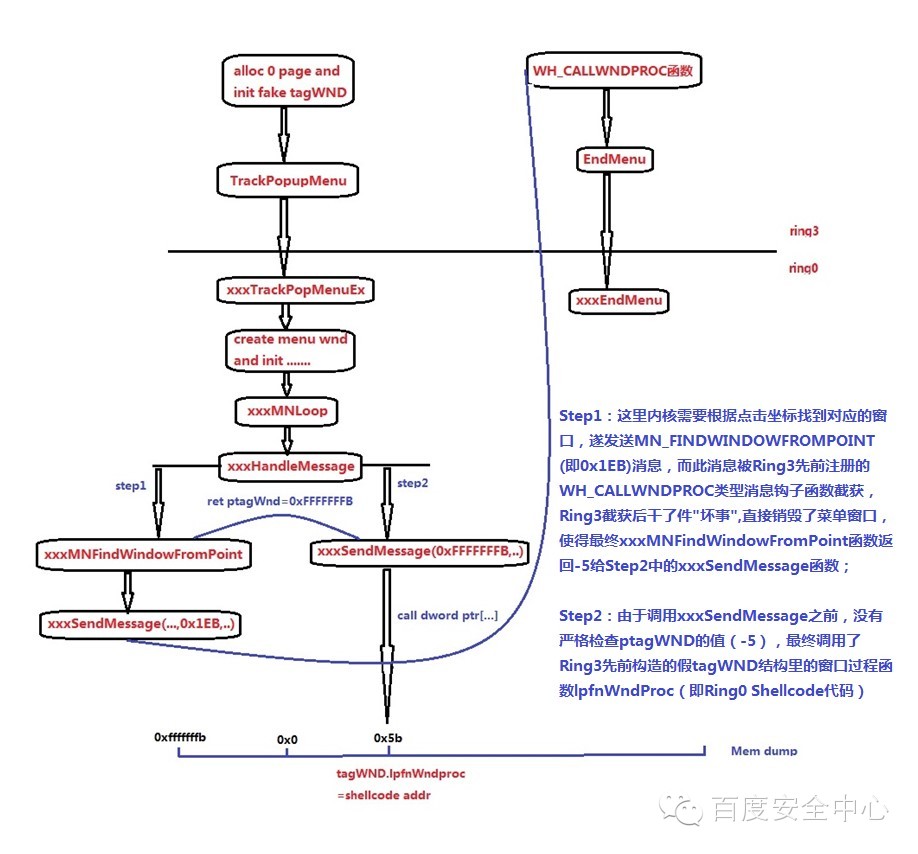 alloc 0 page and
init fake tagWND
TrackPopupMenu
WH_CALLWNDPROC函数
EndMenu
ring3
ring0
xxxTrackPopMenuEx
xxxEndMenu
create menu wnd
and init .......
xxxMNLoop
xxxHandleMessage
step1
step2
ret ptagWnd=0xFFFFFFFB
xxxMNFindWindowFromPoint
xxxSendMessage(0xFFFFFFFB,..)
xxxSendMessage(...,0x1EB,..)
call dword ptr[...]
Step1：这里内核需要根据点击坐标找到对应的窗
口，遂发送MN_FINDWINDOWFROMPOINT
(即0x1EB)消息，而此消息被Ring3先前注册的
WH_CALLWNDPROC类型消息钩子函数截获，
Ring3截获后干了件"坏事",直接销毁了菜单窗口，
使得最终xxxMNFindWindowFromPoint函数返
回-5给Step2中的xxxSendMessage函数；
Step2：由于调用xxxSendMessage之前，没有
严格检查ptagWND的值（-5），最终调用了
Ring3先前构造的假tagWND结构里的窗口过程函
数lpfnWndProc（即Ring0 Shellcode代码）
0xfffffffb
0x0
0x5b
Mem dump
tagWND.lpfnWndproc
=shellcode addr
百度安全中心